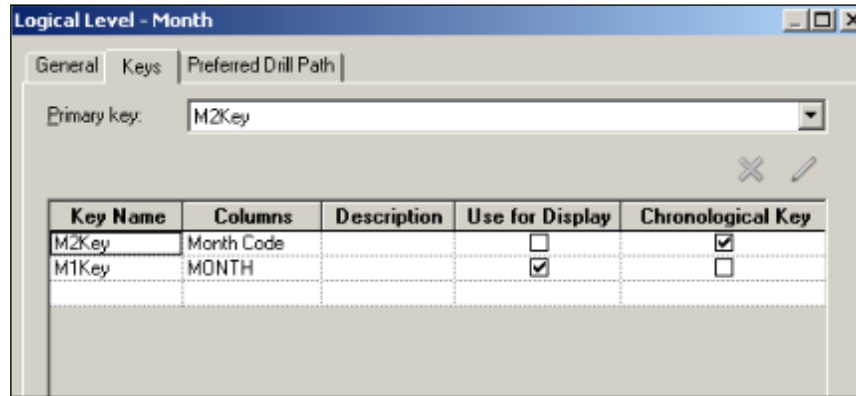 Logical Level - Month
General Keys Preferred Drill Path
Primary key: M2Key
Key Name Columns Description Use for Display Chronological Key
M2Key Month Code
M1Key MONTH